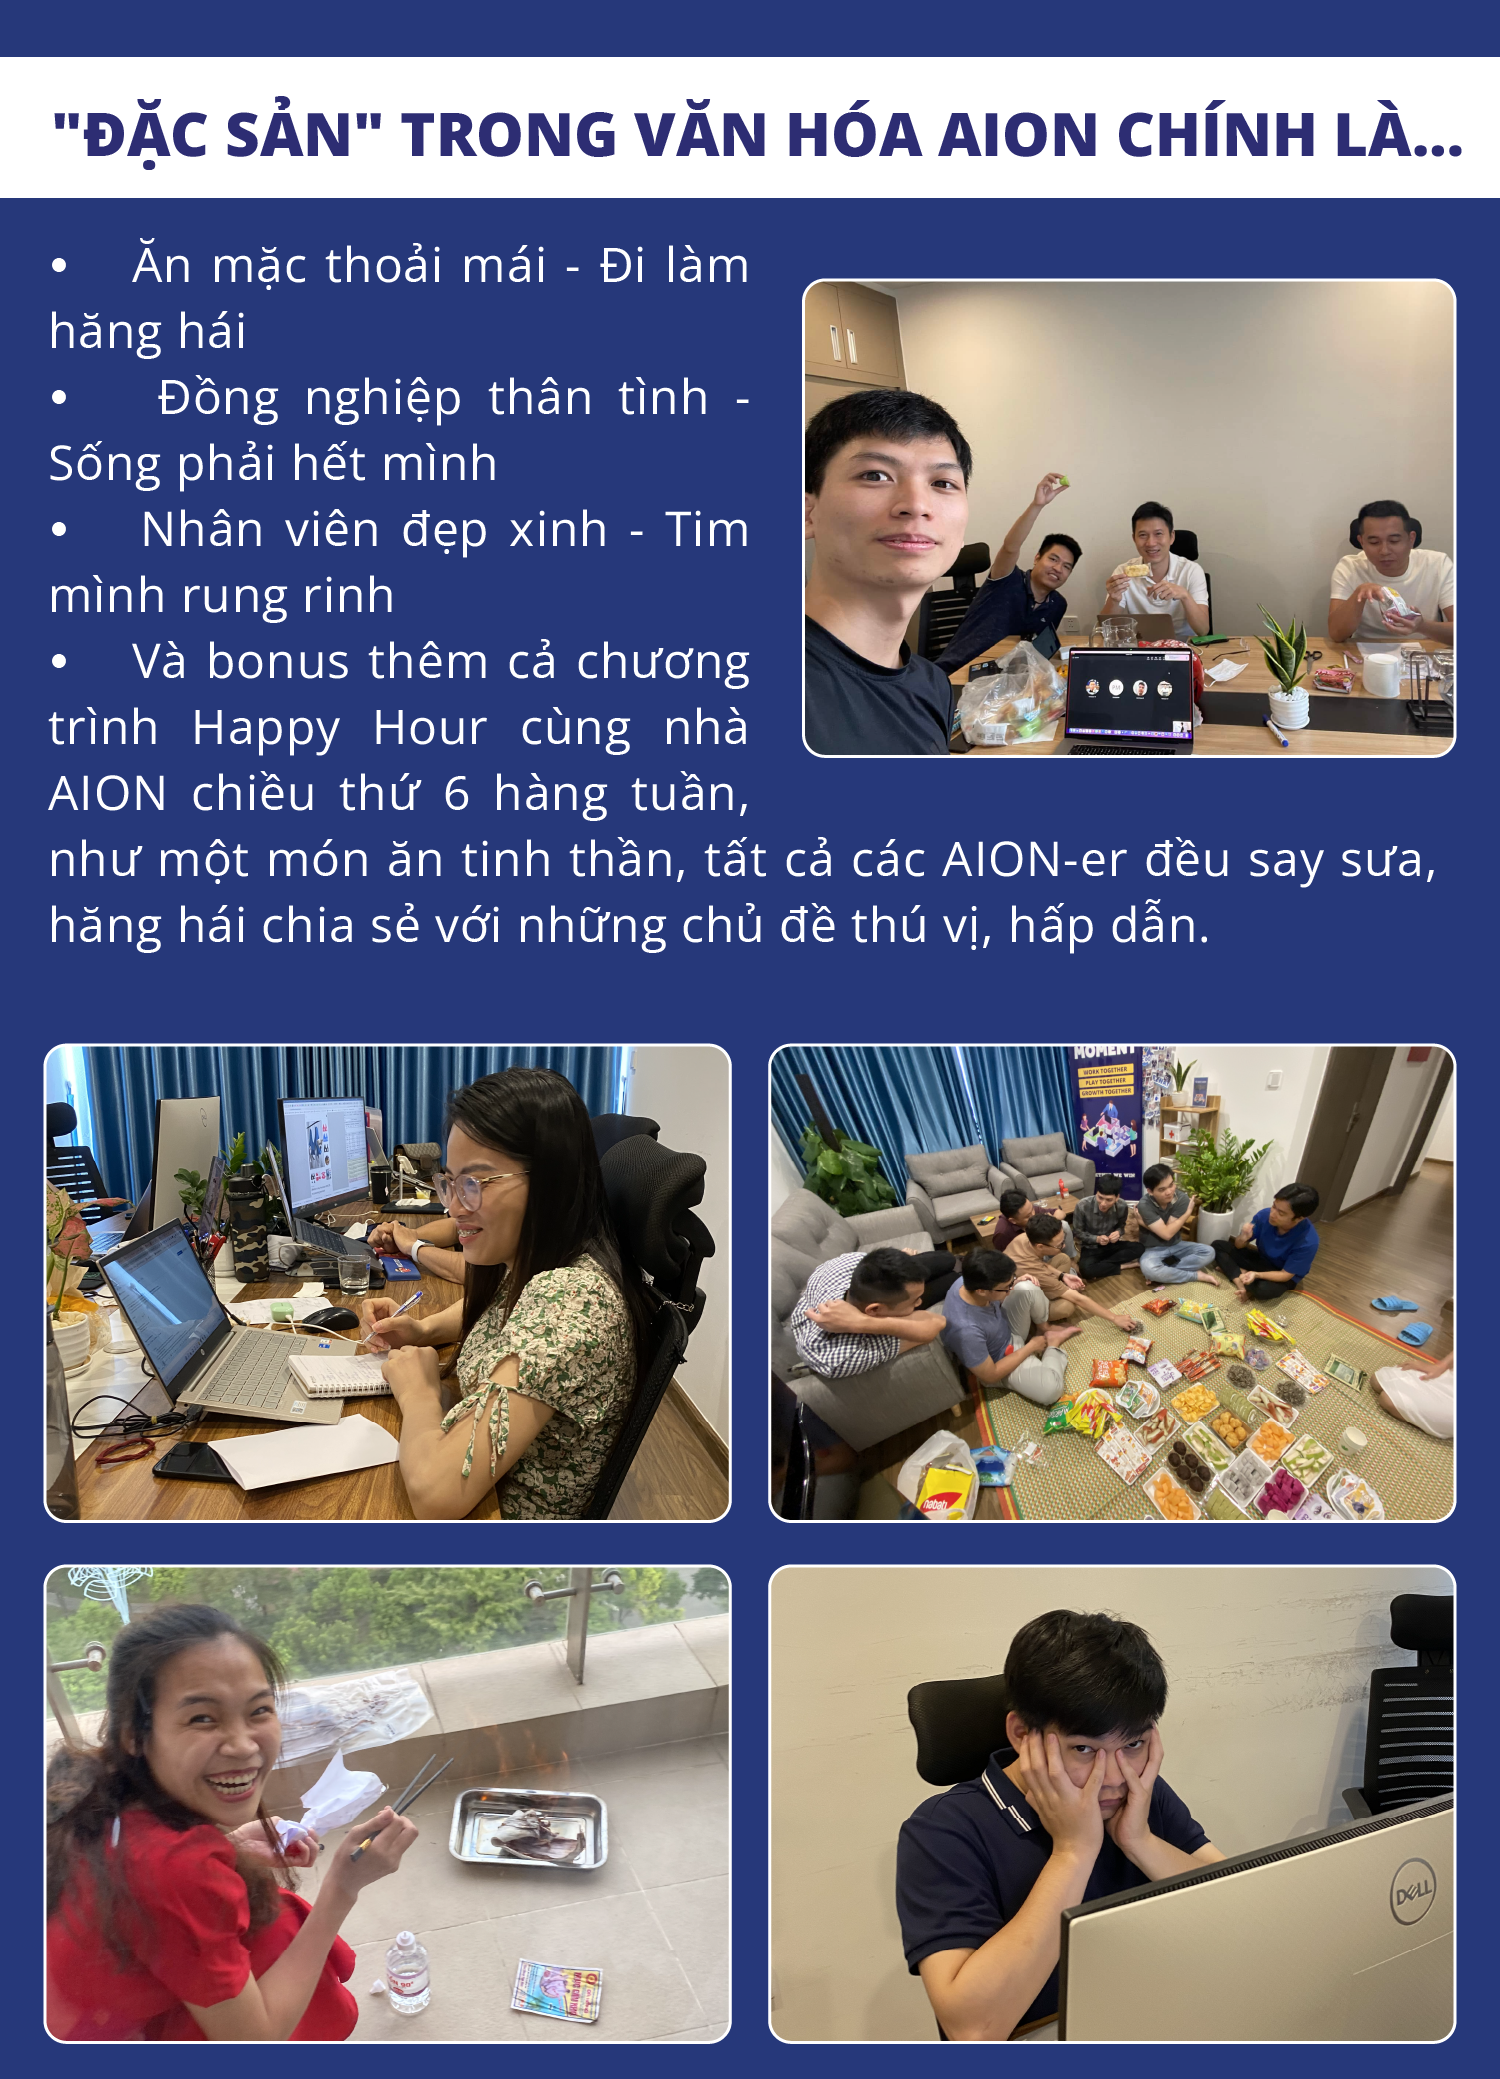 "ĐẶC SẢN" TRONG VĂN HÓA AION CHÍNH LÀ...
• Ăn mặc thoải mái - Đi làm
hăng hái
• Đồng nghiệp thân tình -
Sống phải hết mình
• Nhân viên đẹp xinh - Tim
mình rung rinh
• Và bonus thêm cả chương
trình Happy Hour cùng nhà
AION chiều thứ 6 hàng tuần,
như một món ăn tinh thần, tất cả các AION-er đều say sưa,
hăng hái chia sẻ với những chủ đề thú vị, hấp dẫn.
MOMENT
WORK TOGETHER
PLAY TOGETHER
GROWTH TOGETHER
WE WIN
nabati
DELL